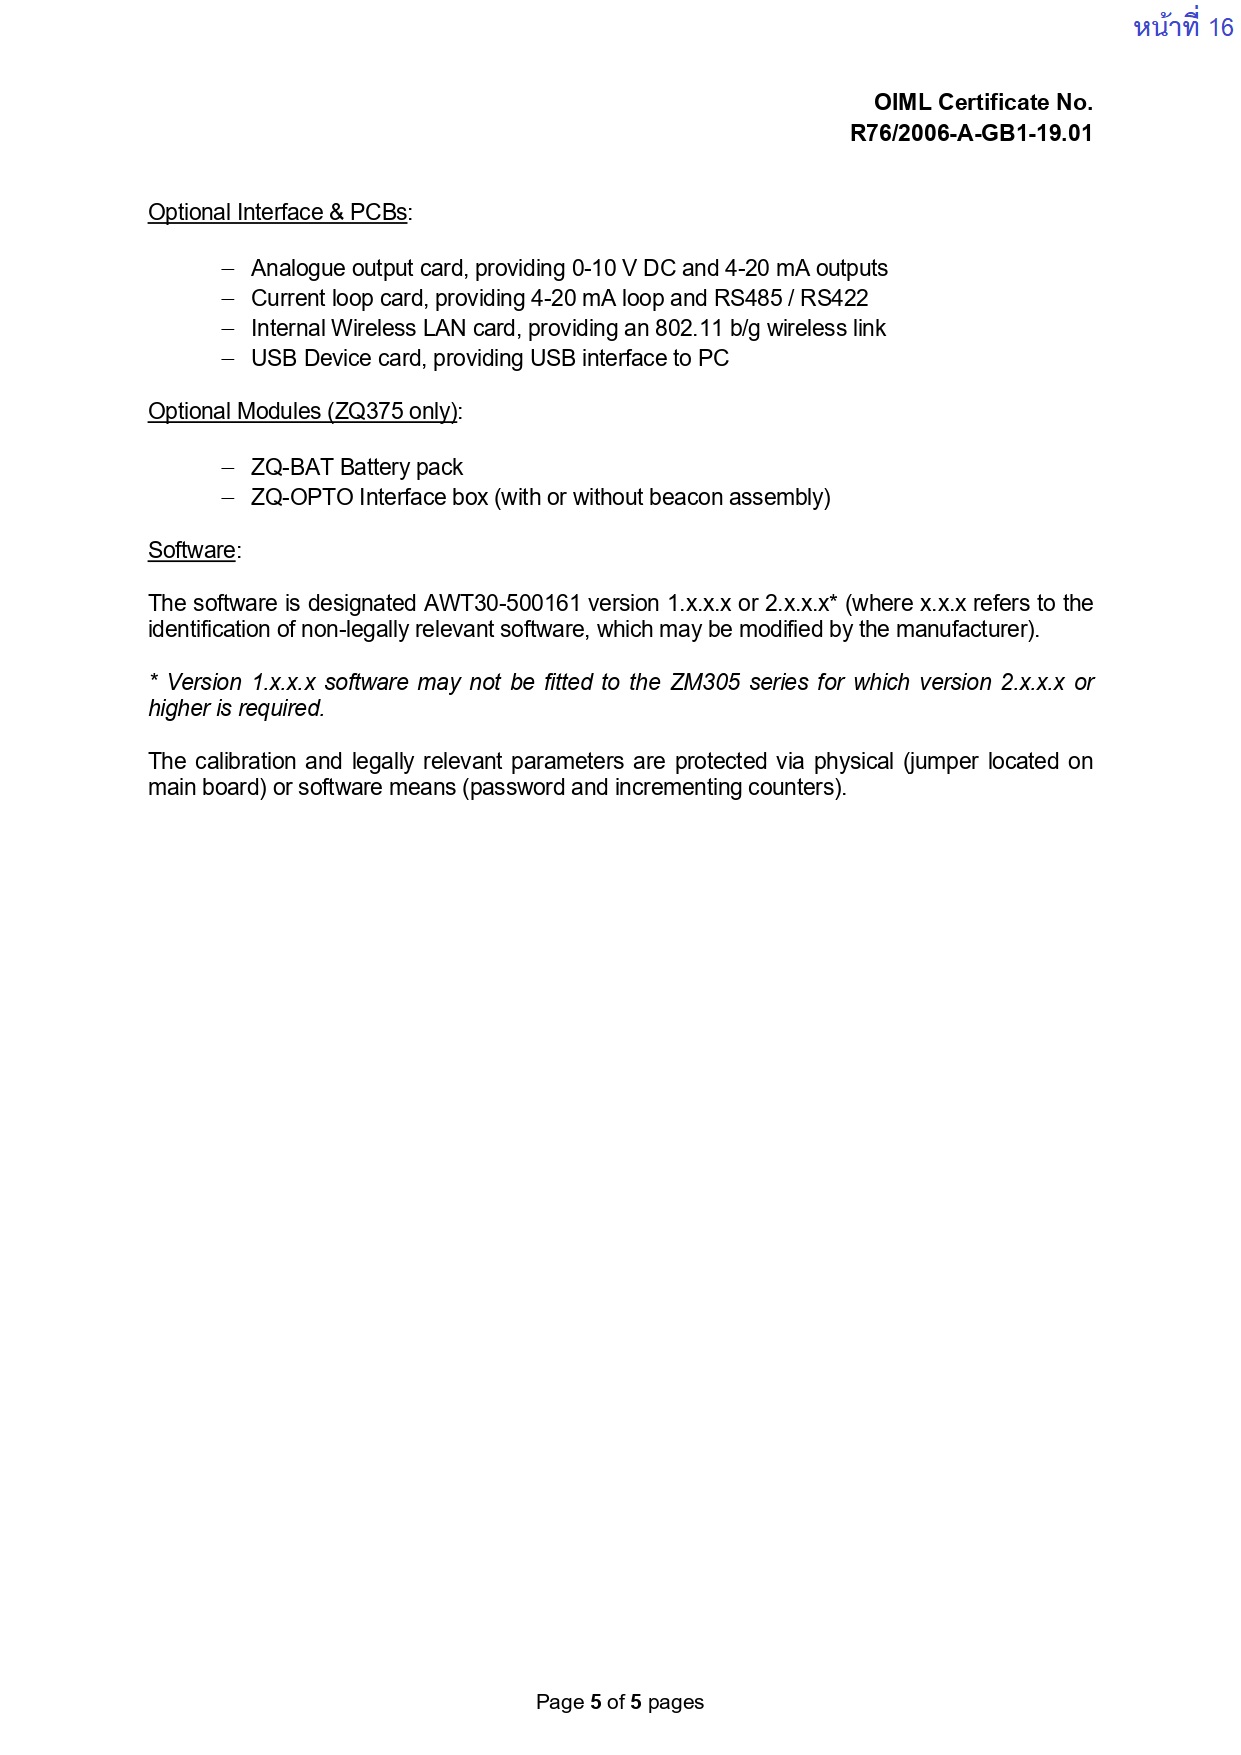 หน้าที่ 16
OIML Certificate No.
R76/2006-A-GB1-19.01
Optional Interface & PCBs:
– Analogue output card, providing 0-10 V DC and 4-20 mA outputs
– Current loop card, providing 4-20 mA loop and RS485 / RS422
– Internal Wireless LAN card, providing an 802.11 b/g wireless link
– USB Device card, providing USB interface to PC
Optional Modules (ZQ375 only):
– ZQ-BAT Battery pack
– ZQ-OPTO Interface box (with or without beacon assembly)
Software:
The software is designated AWT30-500161 version 1.x.x.x or 2.x.x.x* (where x.x.x refers to the
identification of non-legally relevant software, which may be modified by the manufacturer).
* Version 1.x.x.x software may not be fitted to the ZM305 series for which version 2.x.x.x or
higher is required.
The calibration and legally relevant parameters are protected via physical (jumper located on
main board) or software means (password and incrementing counters).
Page 5 of 5 pages